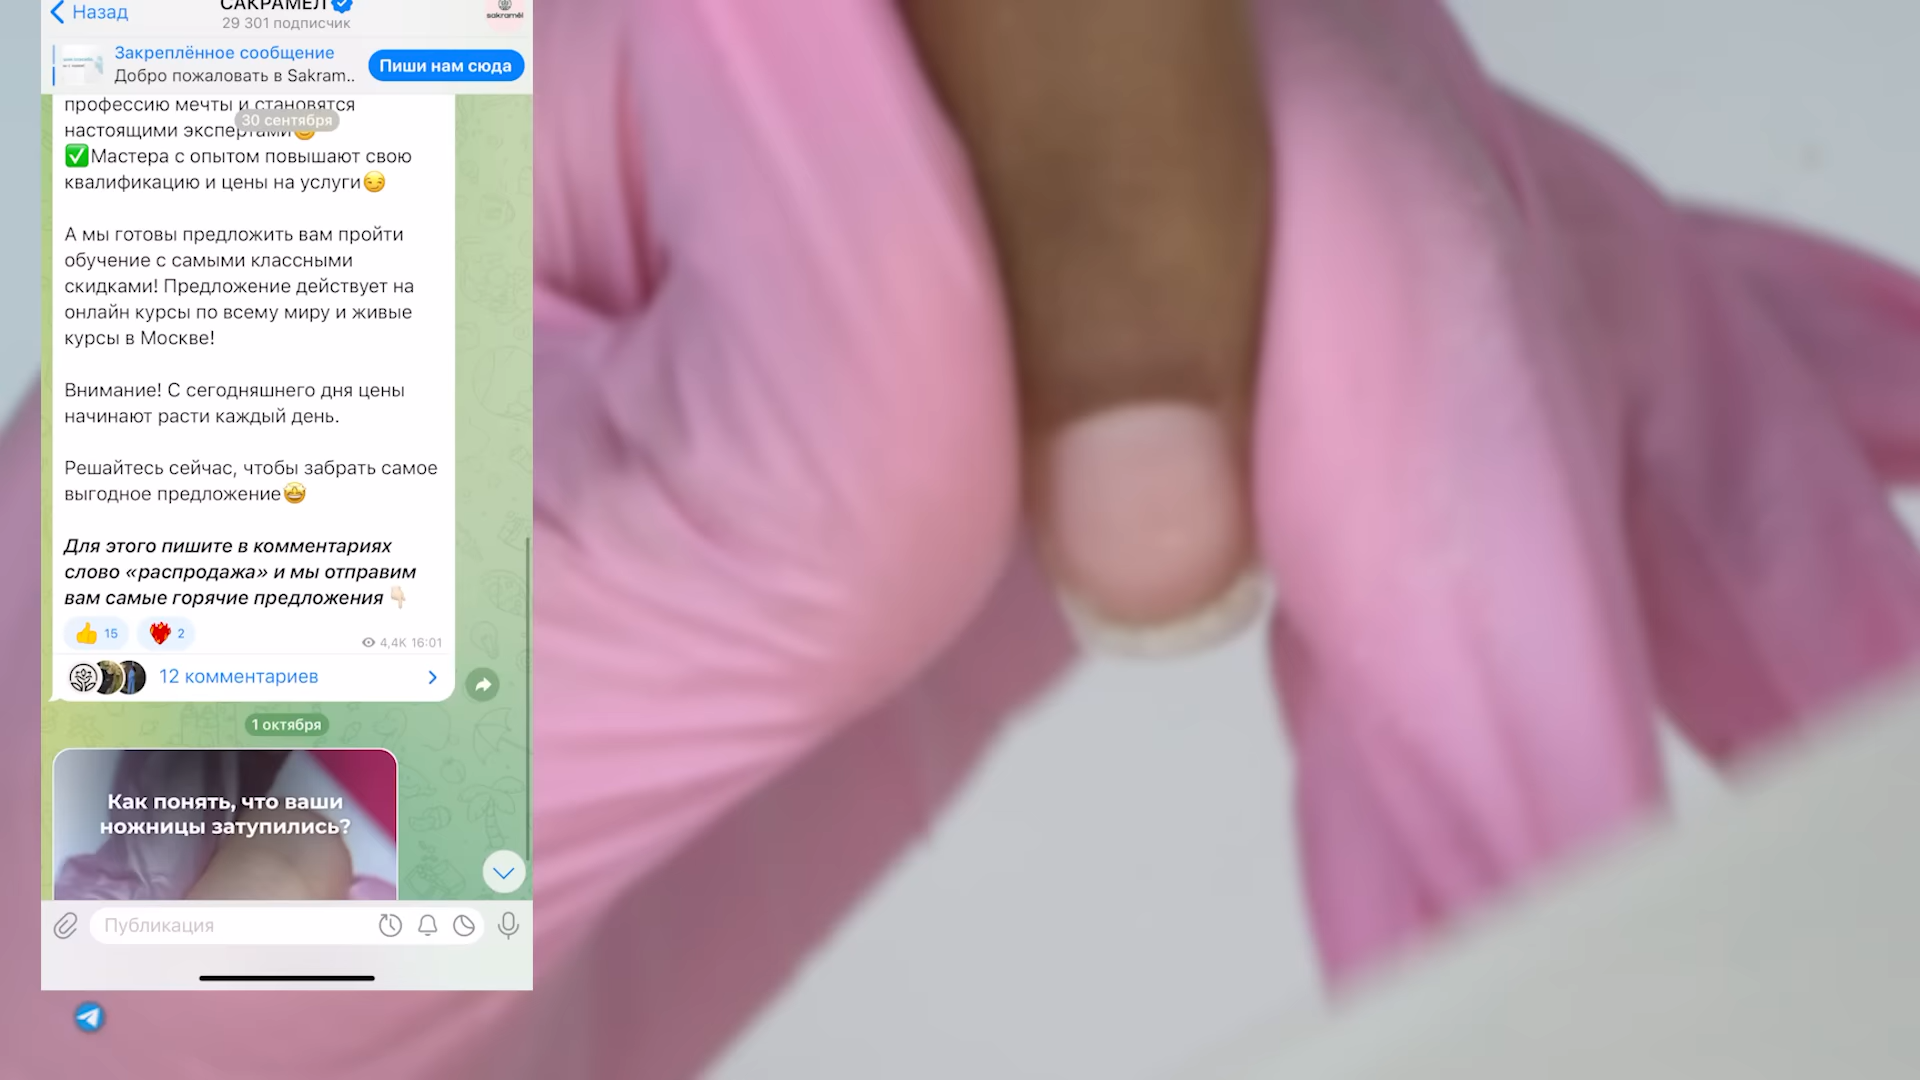 Назад
САКРАМЕЛ
29 301 подписчик
sakramel
Закреплённое сообщение
Добро пожаловать в Sakram..
Пиши нам сюда
профессию мечты и становятся
30 сентября
настоящими экспертами
Мастера с опытом повышают свою
квалификацию и цены на услуги
А мы готовы предложить вам пройти
обучение с самыми классными
скидками! Предложение действует на
онлайн курсы по всему миру и живые
курсы в Москве!
Внимание! С сегодняшнего дня цены
начинают расти каждый день.
Решайтесь сейчас, чтобы забрать самое
выгодное предложение
Для этого пишите в комментариях
слово «распродажа» и мы отправим
вам самые горячие предложения
15
2
4,4K 16:01
12 комментариев
1 октября
Как понять, что ваши
ножницы затупились?
Публикация